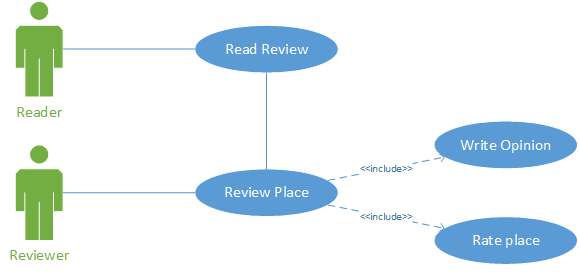 Read Review
Reader
Write Opinion
<<include>>
Review Place
<<include>>
Rate place
Reviewer